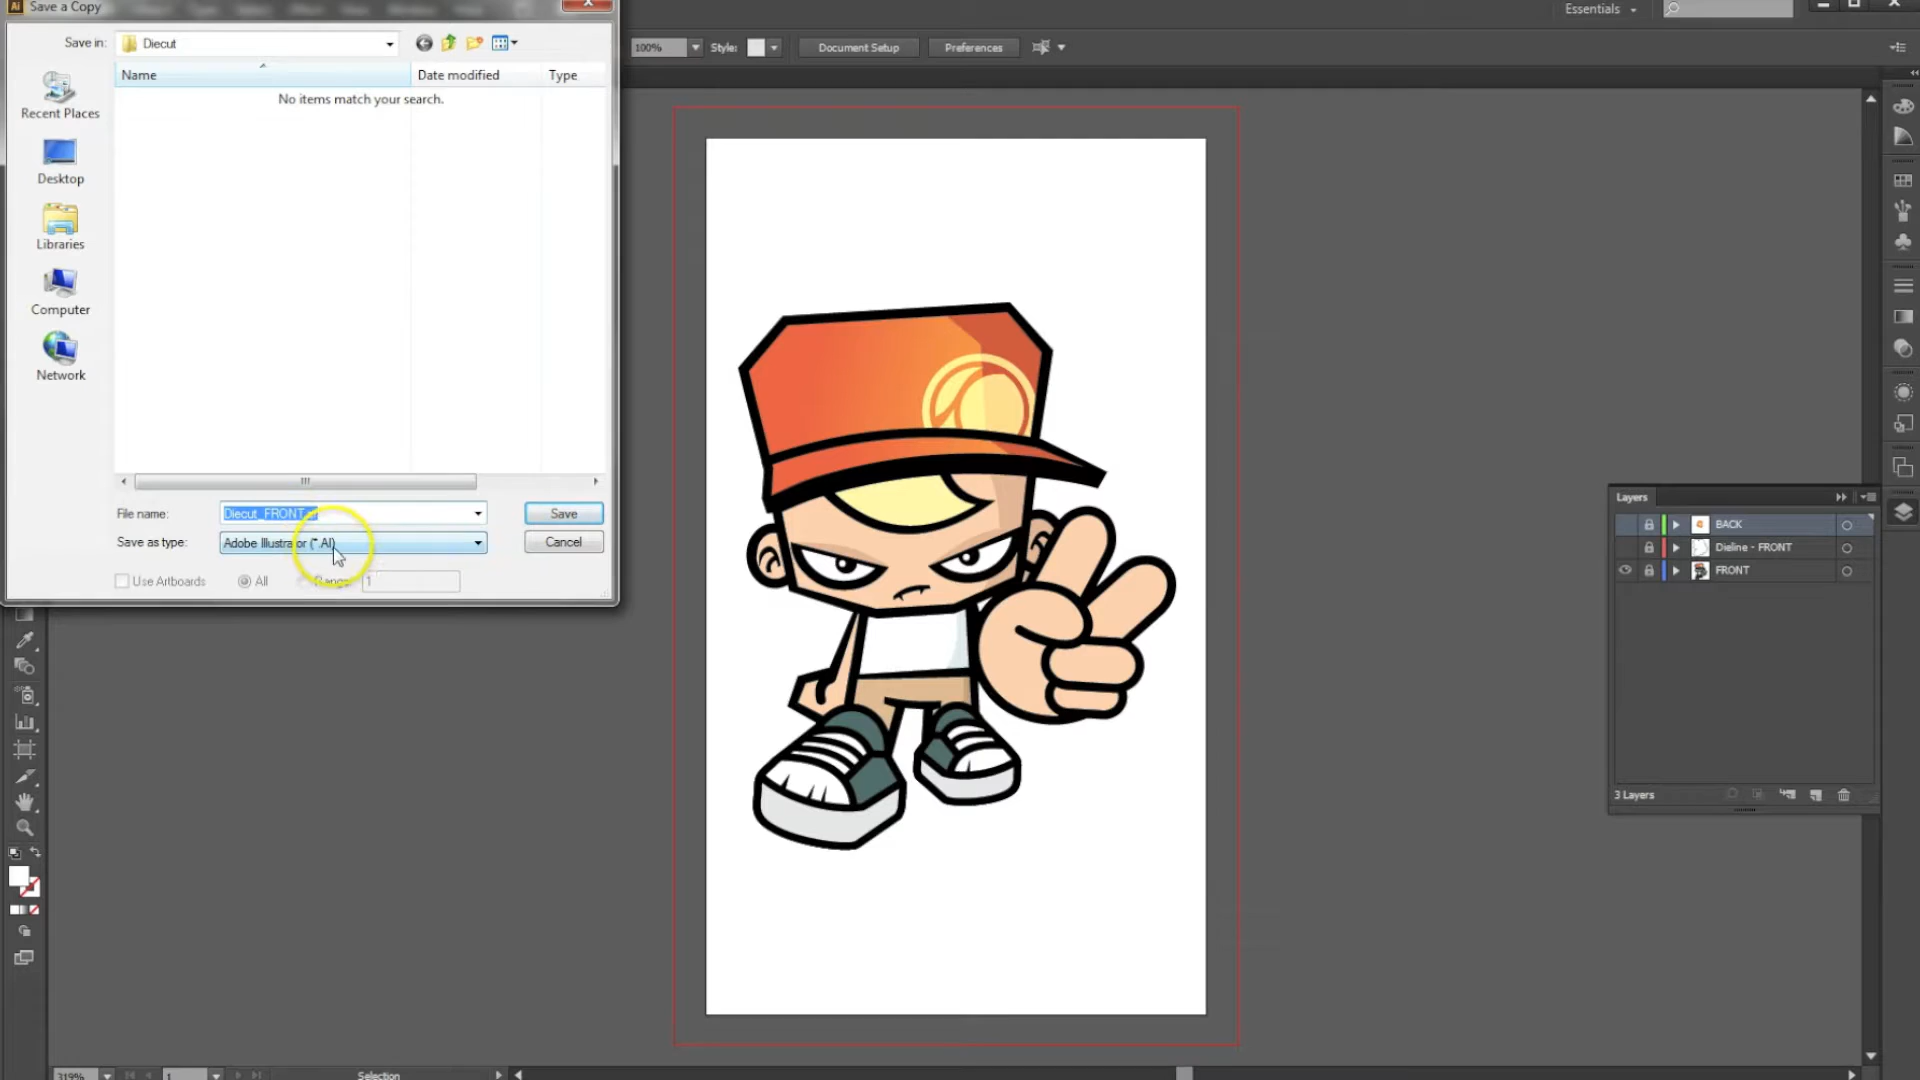 Save a Copy
Essentials
Save in:
Diecut
100%
Style:
Document Setup
Preferences
Name
Date modified
Type
No items match your search.
Recent Places
Desktop
Libraries
Computer
Network
File name:
Diecut_FRONT
Save
Save as type:
Adobe Illustrator (*.AI)
Cancel
Use Artboards
All
Range:
1
Layers
BACK
Dieline - FRONT
FRONT
3 Layers
319%
1
Selection